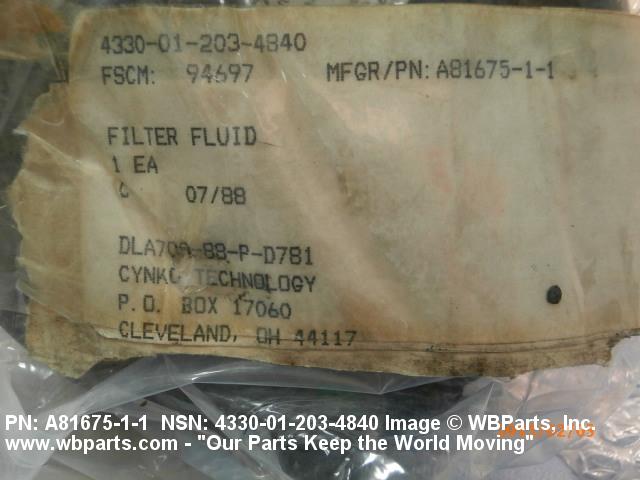 4330-01-203-4840
FSCM: 94697 MFGR/PN: A81675-1-1
FILTER FLUID
1 EA
07/88
DLA700-88-P-D781
CYNKO TECHNOLOGY
P.O. BOX 17060
CLEVELAND, OH 44117
PN: A81675-1-1 NSN: 4330-01-203-4840 Image © WBParts, Inc.
www.wbparts.com - "Our Parts Keep the World Moving"